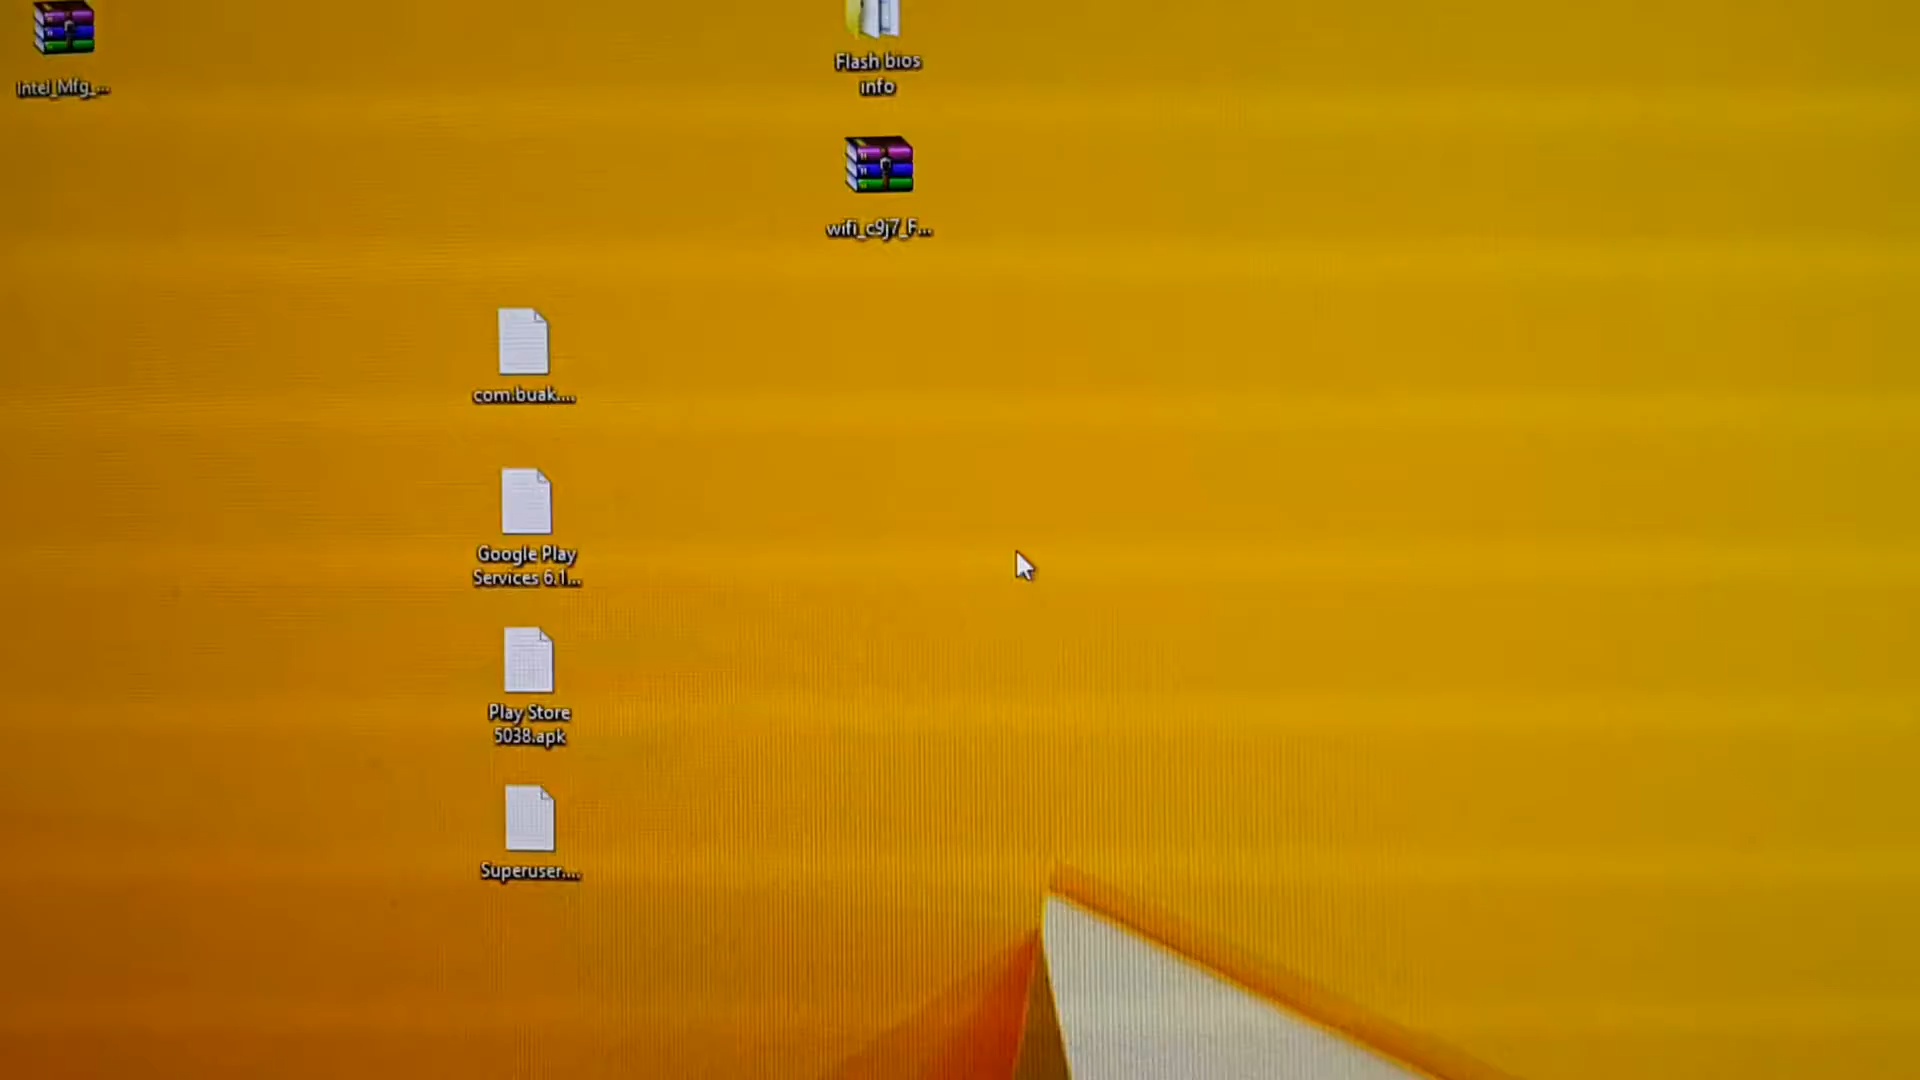 Intel_Mfg_...
Flash bios
info
wifi_c9j7_F...
com.buak....
Google Play
Services 6.1...
Play Store
5038.apk
Superuser....